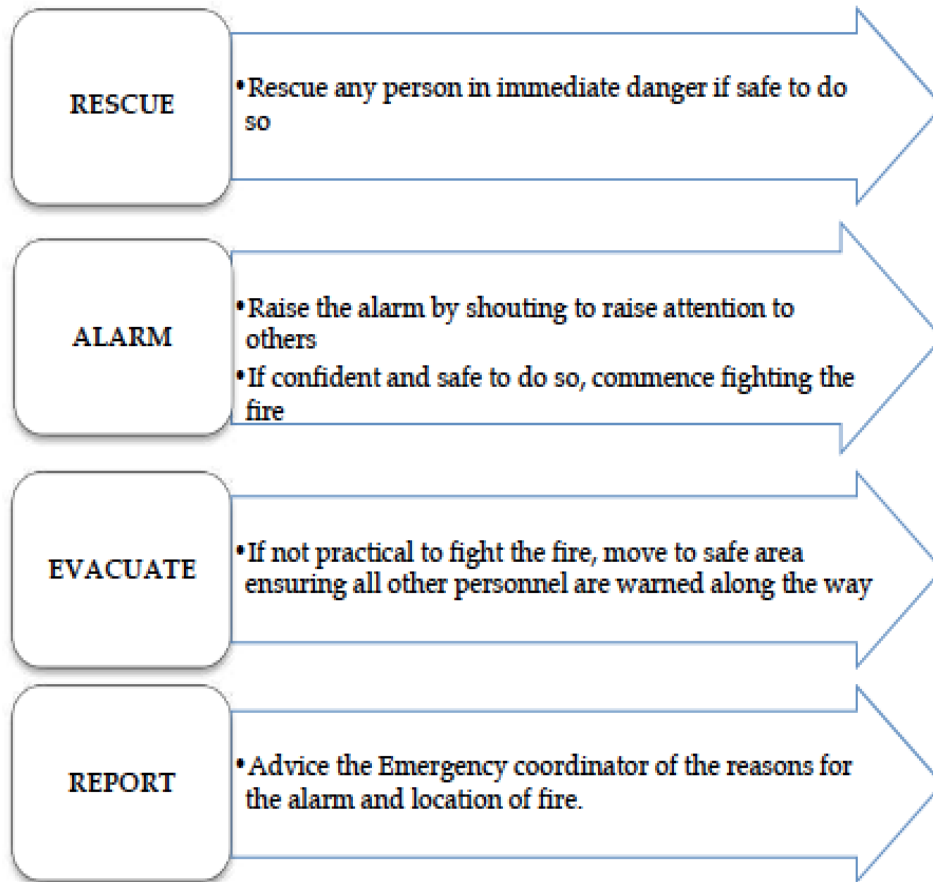 RESCUE
•Rescue any person in immediate danger if safe to do
so
ALARM
•Raise the alarm by shouting to raise attention to
others
•If confident and safe to do so, commence fighting the
fire
EVACUATE
•If not practical to fight the fire, move to safe area
ensuring all other personnel are warned along the way
REPORT
•Advice the Emergency coordinator of the reasons for
the alarm and location of fire.